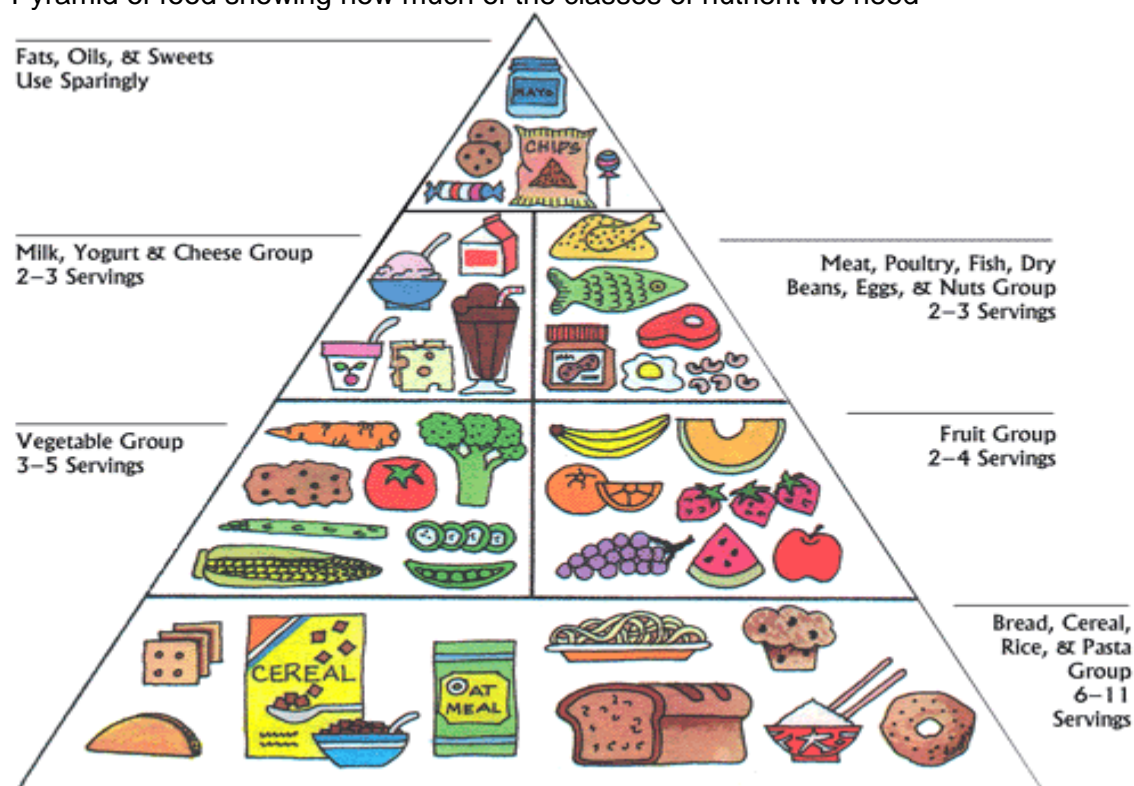 Pyramid of food showing how much of the classes of nutrient we need
Fats, Oils, & Sweets
Use Sparingly
MAYO
CHIPS
Milk, Yogurt & Cheese Group
2–3 Servings
Meat, Poultry, Fish, Dry
Beans, Eggs, & Nuts Group
2–3 Servings
Vegetable Group
3–5 Servings
Fruit Group
2–4 Servings
Bread, Cereal,
Rice, & Pasta
Group
6–11
Servings
CEREAL
OAT
MEAL